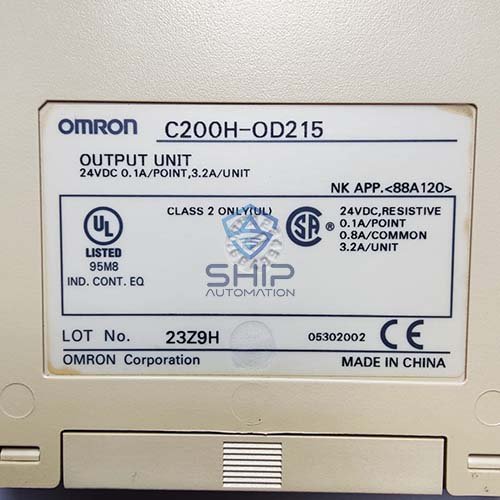 OMRON C200H-OD215
OUTPUT UNIT
24VDC 0.1A/POINT,3.2A/UNIT
NK APP.<88A120>
UL
LISTED
95M8
IND. CONT. EQ
CLASS 2 ONLY(UL)
SA
24VDC,RESISTIVE
0.1A/POINT
0.8A/COMMON
3.2A/UNIT
SHIP
AUTOMATION
LOT No. 23Z9H 05302002 CE
OMRON Corporation MADE IN CHINA